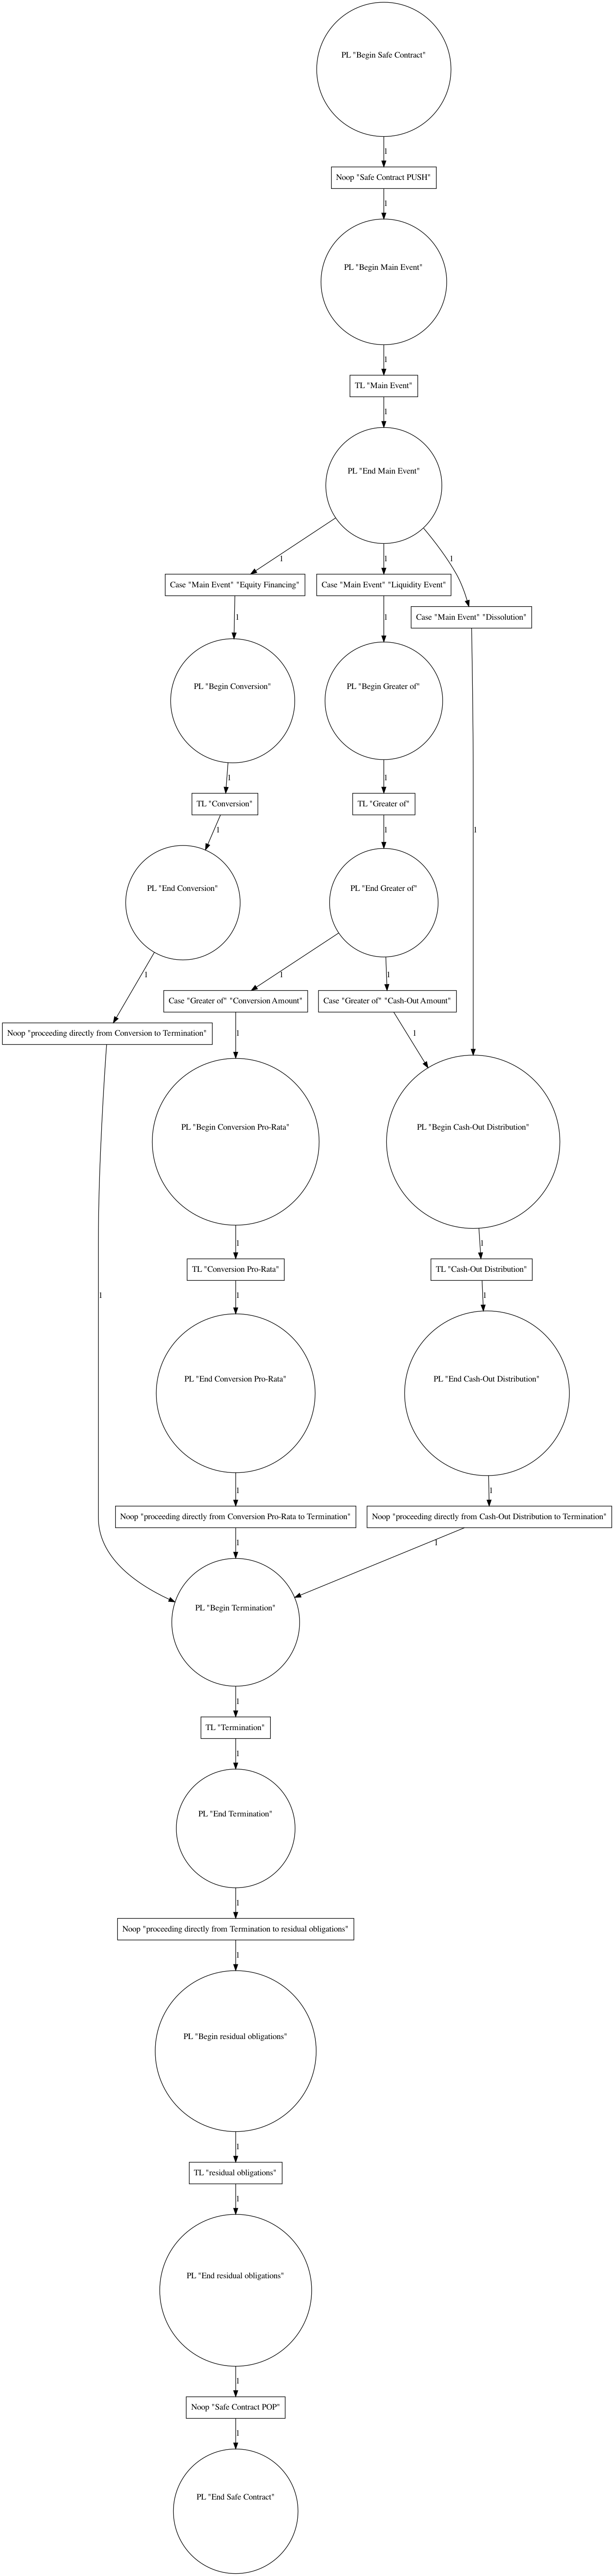 PL "Begin Safe Contract"
1
Noop "Safe Contract PUSH"
1
PL "Begin Main Event"
1
TL "Main Event"
1
PL "End Main Event"
1
1
1
Case "Main Event" "Equity Financing"
Case "Main Event" "Liquidity Event"
Case "Main Event" "Dissolution"
1
1
PL "Begin Conversion"
PL "Begin Greater of"
1
1
TL "Conversion"
TL "Greater of"
1
1
1
PL "End Conversion"
PL "End Greater of"
1
1
1
Case "Greater of" "Conversion Amount"
Case "Greater of" "Cash-Out Amount"
Noop "proceeding directly from Conversion to Termination"
1
1
PL "Begin Conversion Pro-Rata"
PL "Begin Cash-Out Distribution"
1
1
TL "Conversion Pro-Rata"
TL "Cash-Out Distribution"
1
1
1
PL "End Conversion Pro-Rata"
PL "End Cash-Out Distribution"
1
1
Noop "proceeding directly from Conversion Pro-Rata to Termination"
Noop "proceeding directly from Cash-Out Distribution to Termination"
1
1
PL "Begin Termination"
1
TL "Termination"
1
PL "End Termination"
1
Noop "proceeding directly from Termination to residual obligations"
1
PL "Begin residual obligations"
1
TL "residual obligations"
1
PL "End residual obligations"
1
Noop "Safe Contract POP"
1
PL "End Safe Contract"